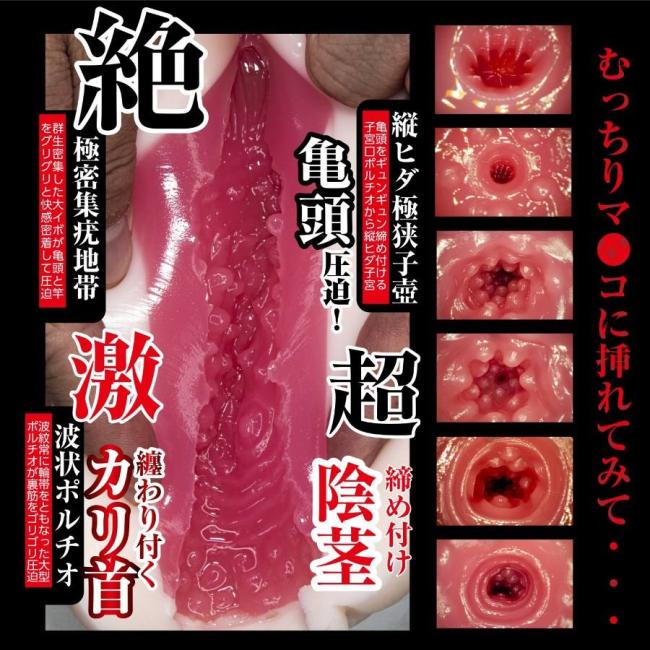 むっちりマ●コに挿れてみて・・・
絶
極密集疣地帯
群生密集した大イボが亀頭と竿
をグリグリと快感密着して圧迫
縦ヒダ極狭子壺
亀頭をギュンギュン締め付ける
子宮口ポルチオから縦ヒダ子宮
亀頭
圧迫！
激
纏わり付く
カリ首
波状ポルチオ
波紋常に輪帯をともなった大型
ポルチオが裏筋をゴリゴリ圧迫
超
締め付け
陰茎